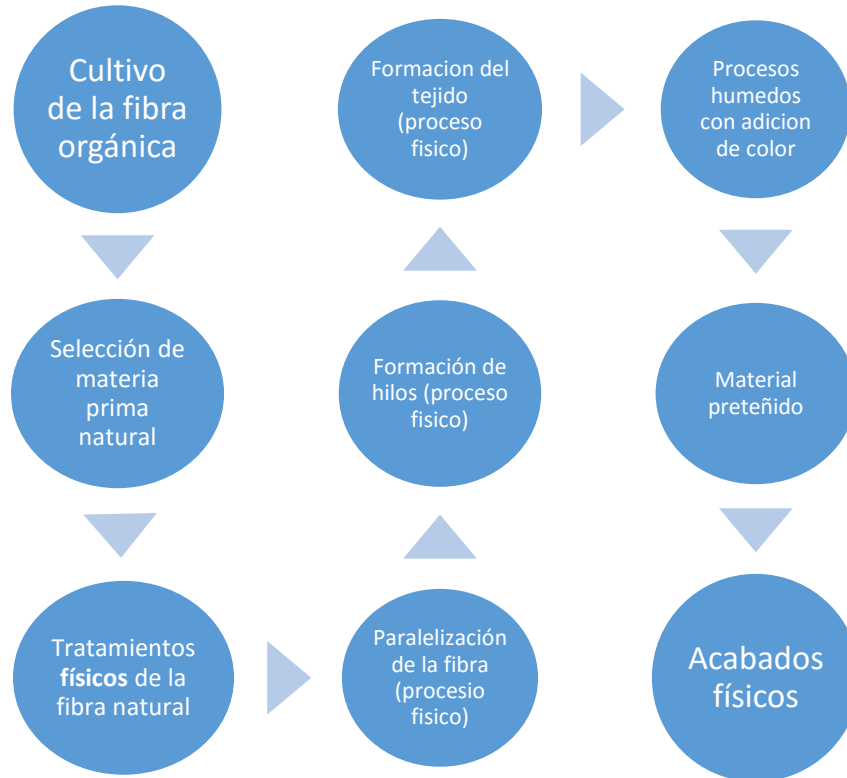 Cultivo
de la fibra
orgánica
Selección de
materia
prima
natural
Tratamientos
físicos de la
fibra natural
Paralelización
de la fibra
(procesio
fisico)
Formación de
hilos (proceso
fisico)
Formacion del
tejido
(proceso
fisico)
Procesos
humedos
con adicion
de color
Material
preteñido
Acabados
físicos